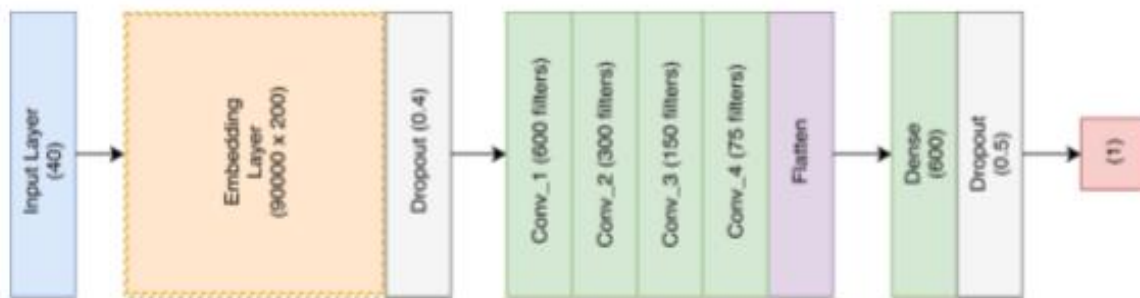 Input Layer
(40)
Embedding
Layer
(90000 x 200)
Dropout (0.4)
Conv_1 (600 filters)
Conv_2 (300 filters)
Conv_3 (150 filters)
Conv_4 (75 filters)
Flatten
Dense
(600)
Dropout
(0.5)
(1)